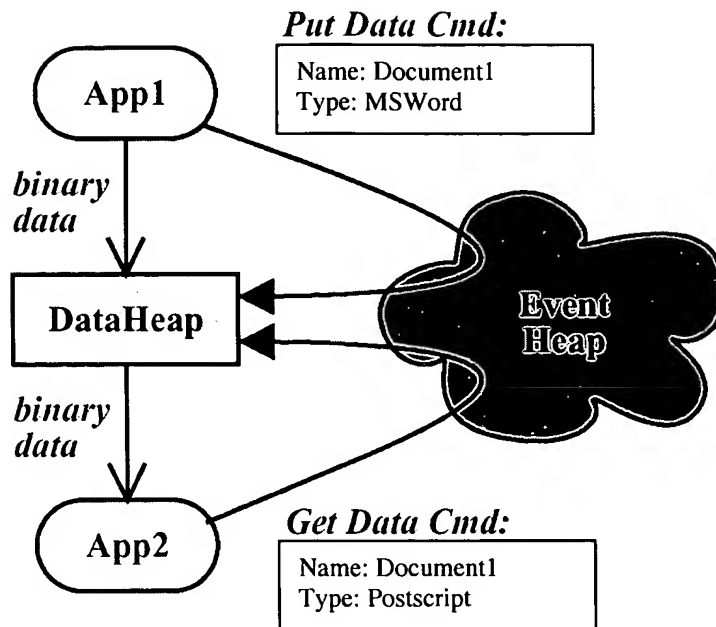 Put Data Cmd:
Name: Document1
Type: MSWord
App1
binary
data
DataHeap
Event
Heap
binary
data
App2
Get Data Cmd:
Name: Document1
Type: Postscript